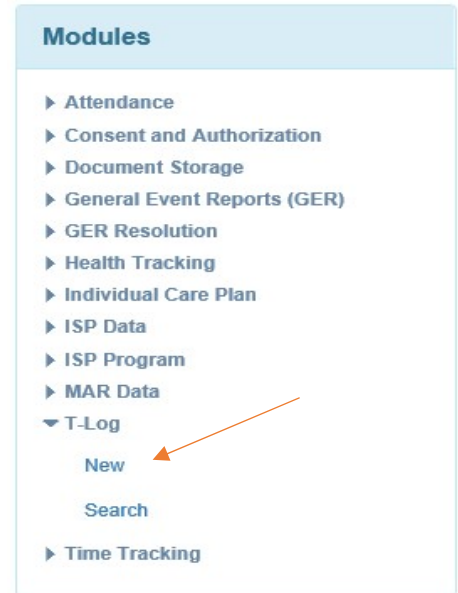 Modules
Attendance
Consent and Authorization
Document Storage
General Event Reports (GER)
GER Resolution
Health Tracking
Individual Care Plan
ISP Data
ISP Program
MAR Data
T-Log
New
Search
Time Tracking